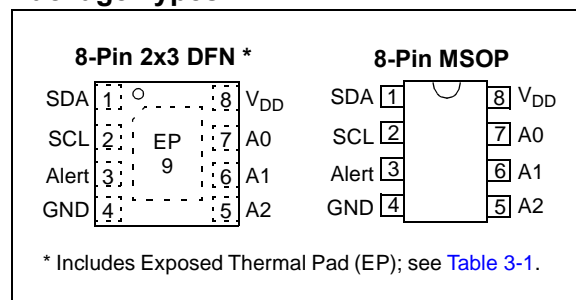 8-Pin 2x3 DFN *
SDA 1 8 VDD
SCL 2 EP 7 A0
9
Alert 3 6 A1
GND 4 5 A2
8-Pin MSOP
SDA 1 8 VDD
SCL 2 7 A0
Alert 3 6 A1
GND 4 5 A2
* Includes Exposed Thermal Pad (EP); see Table 3-1.